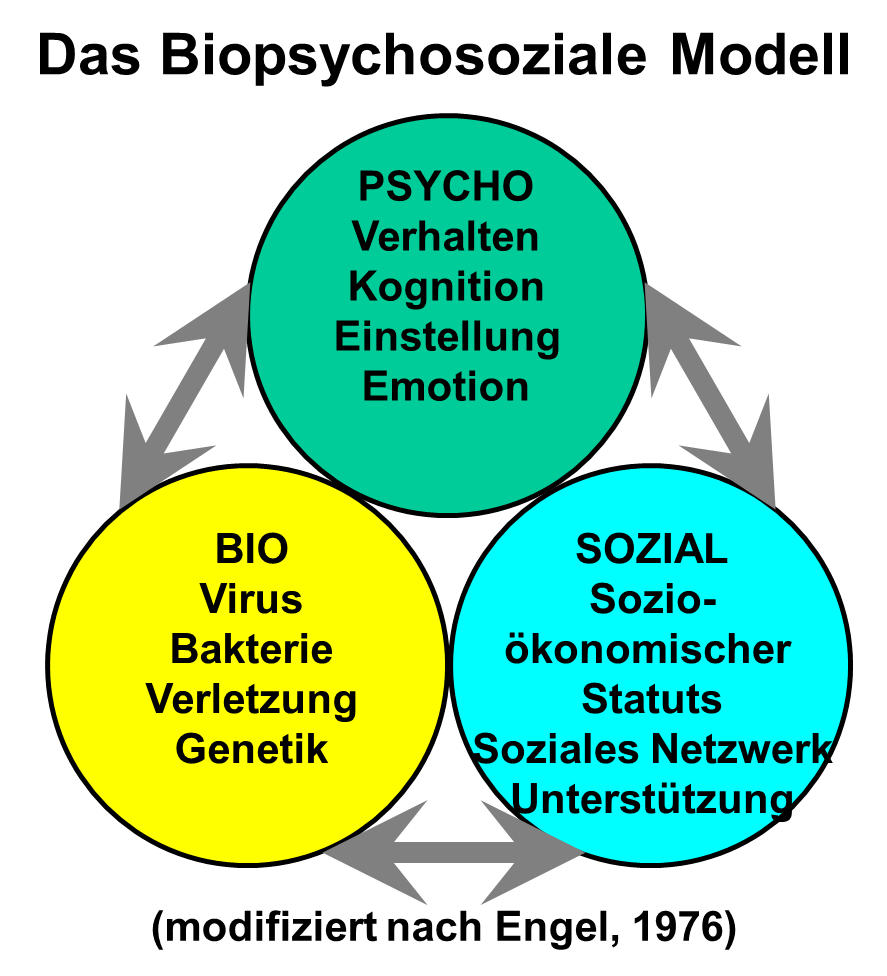 Das Biopsychosoziale Modell
PSYCHO
Verhalten
Kognition
Einstellung
Emotion
BIO
Virus
Bakterie
Verletzung
Genetik
SOZIAL
Sozio-
ökonomischer
Statuts
Soziales Netzwerk
Unterstützung
(modifiziert nach Engel, 1976)